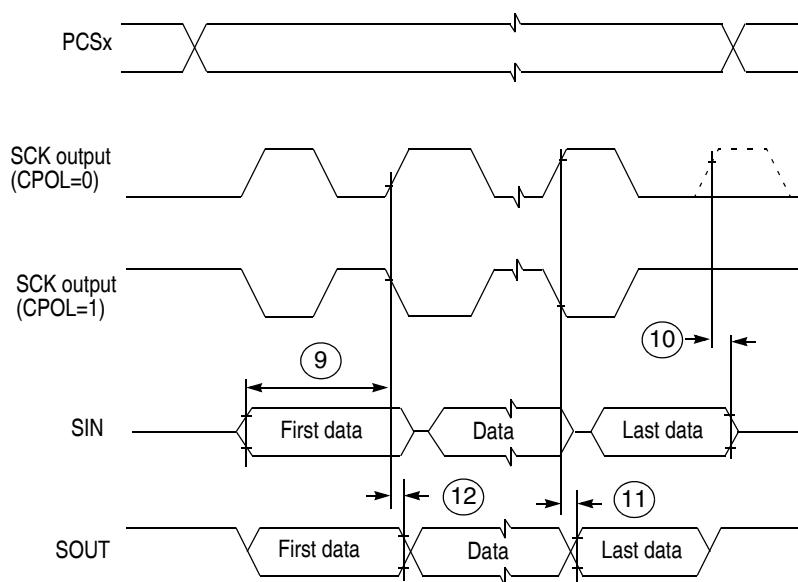 PCSx
SCK output
(CPOL=0)
SCK output
(CPOL=1)
10
9
SIN
First data
Data
Last data
12
11
SOUT
First data
Data
Last data